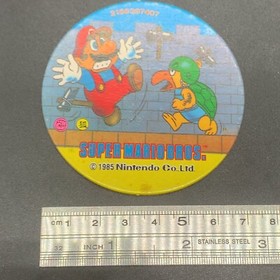 SUPER MARIO BROS.
© 1985 Nintendo Co., Ltd.
cm 1 2 3 4 5 6 7 8 9
INCH 1 2 STAINLESS STEEL 3